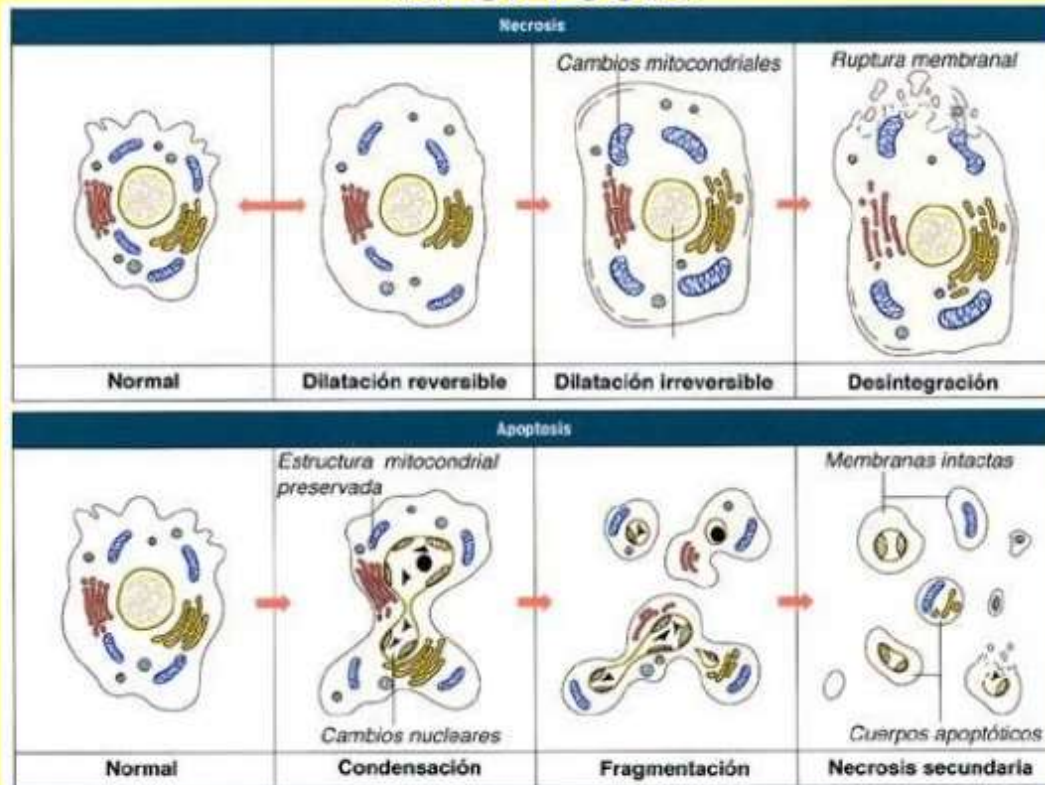 Necrosis
Cambios mitocondriales
Ruptura membranal
Normal
Dilatación reversible
Dilatación irreversible
Desintegración
Apoptosis
Estructura mitocondrial
preservada
Membranas intactas
Cambios nucleares
Cuerpos apoptóticos
Normal
Condensación
Fragmentación
Necrosis secundaria